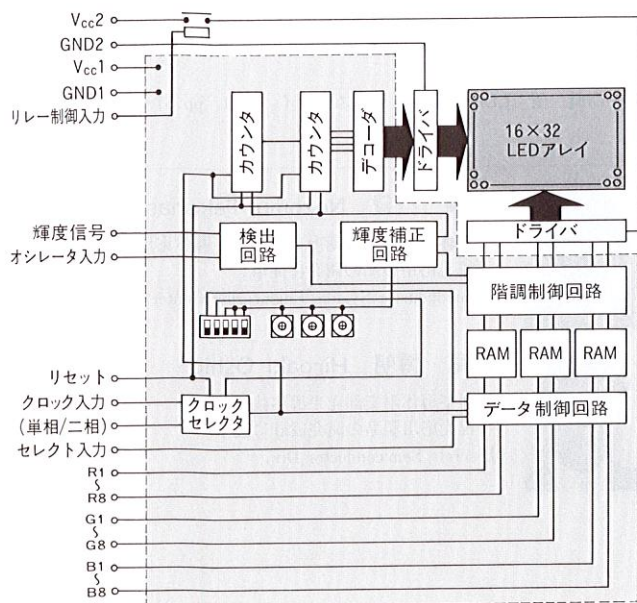 Vcc2
GND2
Vcc1
GND1
リレー制御入力
カウンタ
カウンタ
デコーダ
ドライバ
16×32
LEDアレイ
ドライバ
輝度信号
オシレータ入力
検出
回路
輝度補正
回路
階調制御回路
RAM
RAM
RAM
リセット
クロック入力
(単相/二相)
セレクト入力
クロック
セレクタ
データ制御回路
R1
〜
R8
G1
〜
G8
B1
〜
B8